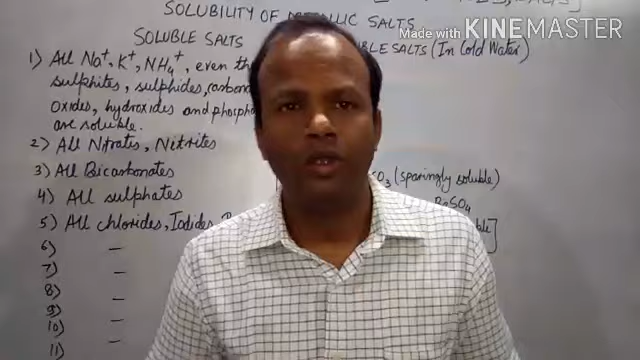 SOLUBILITY OF METALLIC SALTS
Made with KINEMASTER
SOLUBLE SALTS SALTS (In Cold Water)
1) All Na+, K+, NH4+, even th
sulphites, sulphides, carbon
oxides, hydroxides and phosph
are soluble.
2) All Nitrates, Nitrites
3) All Bicarbonates
(sparingly soluble)
4) All sulphates
5) All chlorides, Iodides,
6) —
7) —
8) —
9) —
10) —
11) —